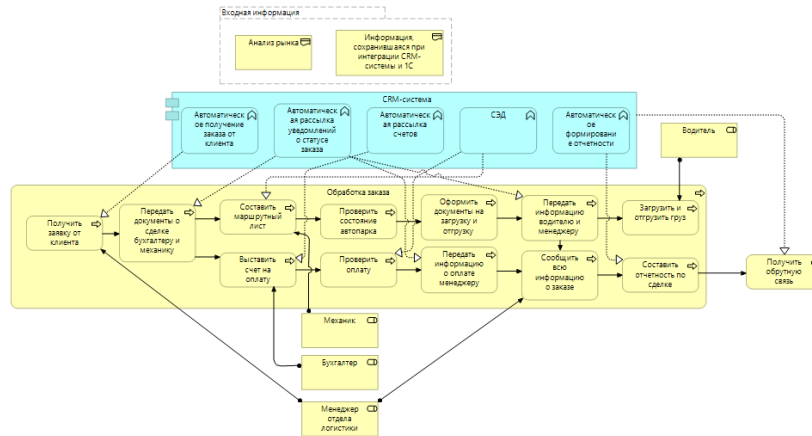 Входная информация
Анализ рынка
Информация,
сохранившаяся при
интеграции CRM-
системы и 1С
CRM-система
Автоматическ
ое получение
заказа от
клиента
Автоматическ
ая рассылка
уведомлений
о статусе
заказа
Автоматическ
ая рассылка
счетов
СЭД
Автоматическ
ое
формировани
е отчетности
Водитель
Обработка заказа
Получить
заявку от
клиента
Передать
документы о
сделке
бухгалтеру и
механику
Составить
маршрутный
лист
Проверить
состояние
автопарка
Оформить
документы на
загрузку и
отгрузку
Передать
информацию
водителю и
менеджеру
Загрузить и
отгрузить груз
Выставить
счет на
оплату
Проверить
оплату
Передать
информацию
о оплате
менеджеру
Сообщить
всю
информацию
о заказе
Составить
отчетность по
сделке
Получить
обратную
связь
Механик
Бухгалтер
Менеджер
отдела
логистики